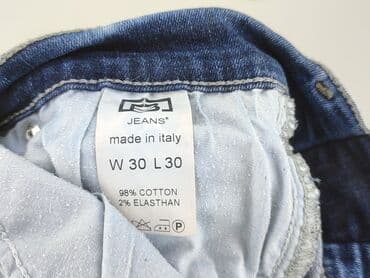 JEANS®
made in italy
W 30 L 30
98% COTTON
2% ELASTHAN
P